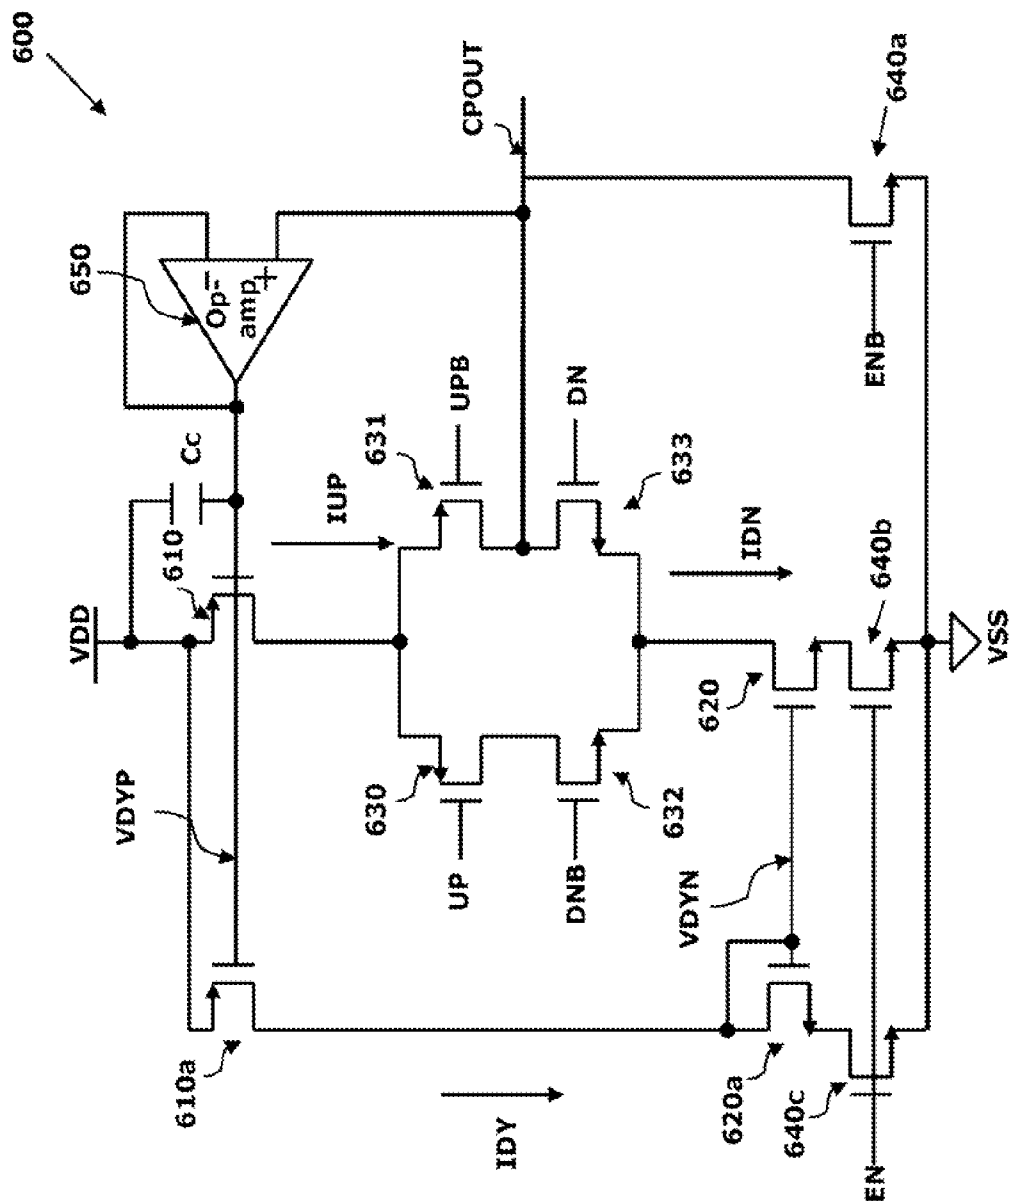 600
VDD
610
Cc
650
Op-
amp
−
+
CPOUT
VDYP
IUP
610a
630
631
UP
UPB
DNB
DN
632
633
IDY
IDN
VDYN
620
620a
640b
640c
640a
EN
ENB
VSS